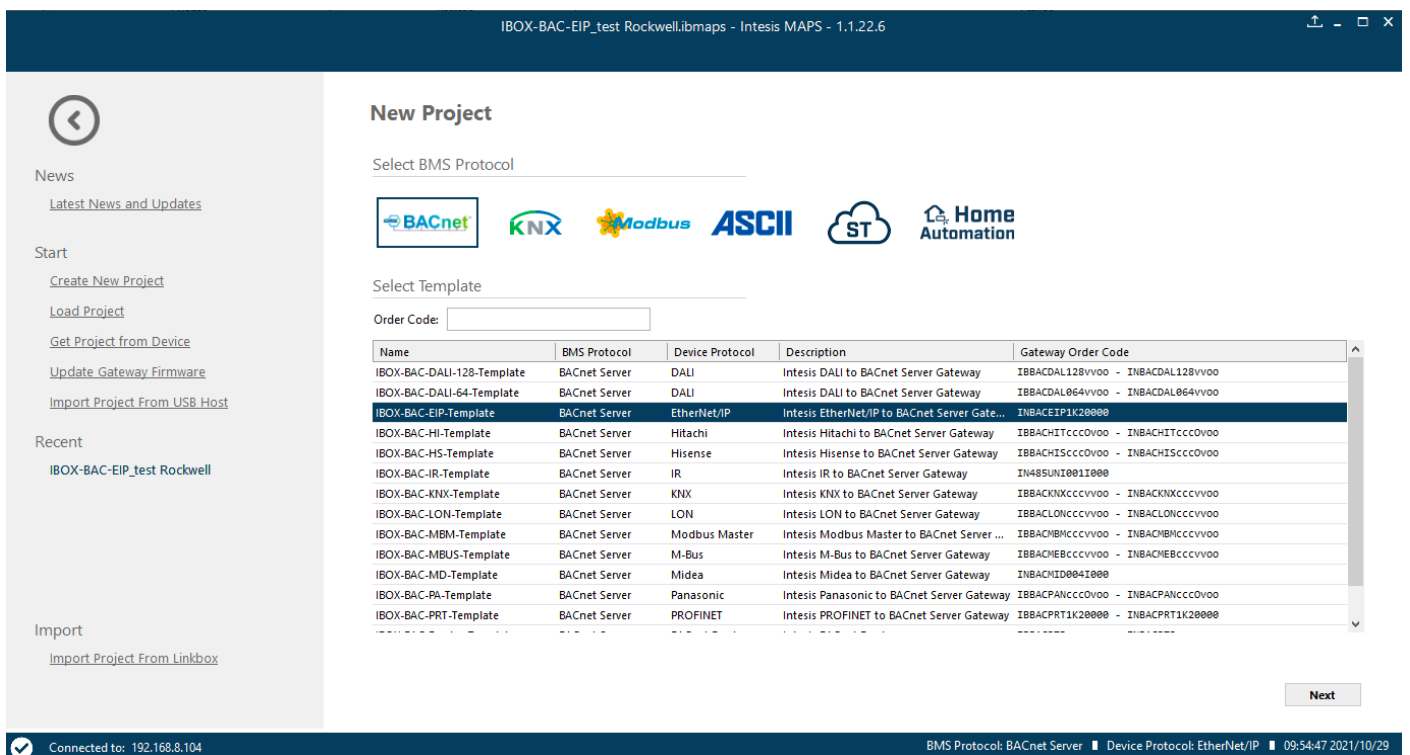 IBOX-BAC-EIP_test Rockwell.ibmaps - Intesis MAPS - 1.1.22.6
News
Latest News and Updates
Start
Create New Project
Load Project
Get Project from Device
Update Gateway Firmware
Import Project From USB Host
Recent
IBOX-BAC-EIP_test Rockwell
Import
Import Project From Linkbox
New Project
Select BMS Protocol
BACnet KNX Modbus ASCII ST Home Automation
Select Template
Order Code:
Name BMS Protocol Device Protocol Description Gateway Order Code
IBOX-BAC-DALI-128-Template BACnet Server DALI Intesis DALI to BACnet Server Gateway IBBACDAL128vvoo - INBACDAL128vvoo
IBOX-BAC-DALI-64-Template BACnet Server DALI Intesis DALI to BACnet Server Gateway IBBACDAL064vvoo - INBACDAL064vvoo
IBOX-BAC-EIP-Template BACnet Server EtherNet/IP Intesis EtherNet/IP to BACnet Server Gate... INBACEIP1K20000
IBOX-BAC-HI-Template BACnet Server Hitachi Intesis Hitachi to BACnet Server Gateway IBBACHITcccOvoo - INBACHITcccOvoo
IBOX-BAC-HS-Template BACnet Server Hisense Intesis Hisense to BACnet Server Gateway IBBACHIScccOvoo - INBACHIScccOvoo
IBOX-BAC-IR-Template BACnet Server IR Intesis IR to BACnet Server Gateway IN485UNI001I000
IBOX-BAC-KNX-Template BACnet Server KNX Intesis KNX to BACnet Server Gateway IBBACKNXcccvvoo - INBACKNXcccvvoo
IBOX-BAC-LON-Template BACnet Server LON Intesis LON to BACnet Server Gateway IBBACLONcccvvoo - INBACLONcccvvoo
IBOX-BAC-MBM-Template BACnet Server Modbus Master Intesis Modbus Master to BACnet Server ... IBBACMBMcccvvoo - INBACMBMcccvvoo
IBOX-BAC-MBUS-Template BACnet Server M-Bus Intesis M-Bus to BACnet Server Gateway IBBACMEBcccvvoo - INBACMEBcccvvoo
IBOX-BAC-MD-Template BACnet Server Midea Intesis Midea to BACnet Server Gateway INBACMID004I000
IBOX-BAC-PA-Template BACnet Server Panasonic Intesis Panasonic to BACnet Server Gateway IBBACPANcccOvoo - INBACPANcccOvoo
IBOX-BAC-PRT-Template BACnet Server PROFINET Intesis PROFINET to BACnet Server Gateway IBBACPRT1K20000 - INBACPRT1K20000
Next
Connected to: 192.168.8.104
BMS Protocol: BACnet Server Device Protocol: EtherNet/IP 09:54:47 2021/10/29